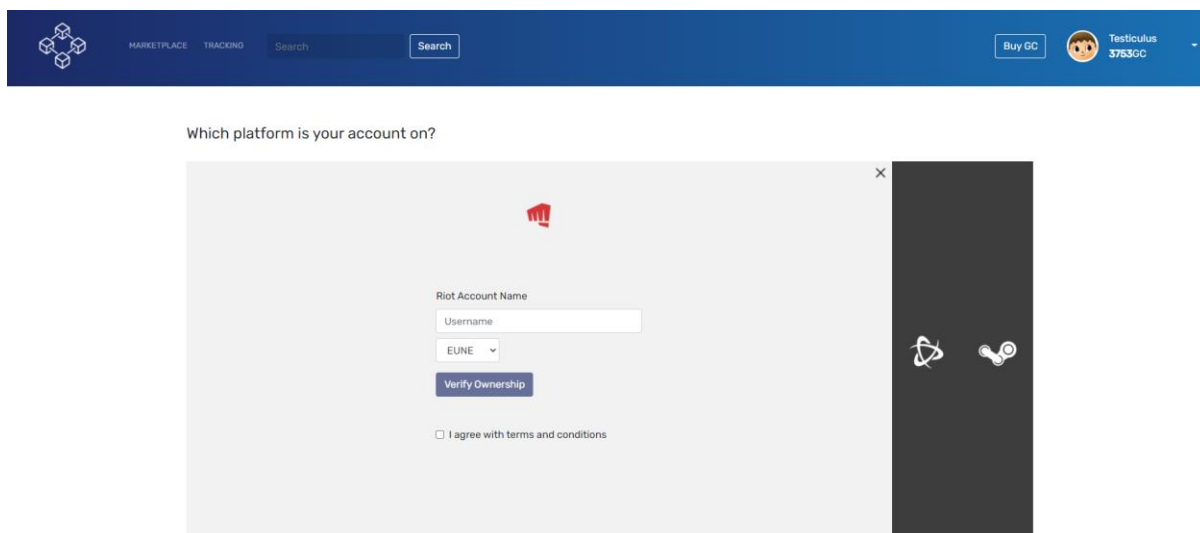 MARKETPLACE TRACKING Search Search Buy GC Testiculus
3753GC
Which platform is your account on?
Riot Account Name
Username
EUNE
Verify Ownership
I agree with terms and conditions